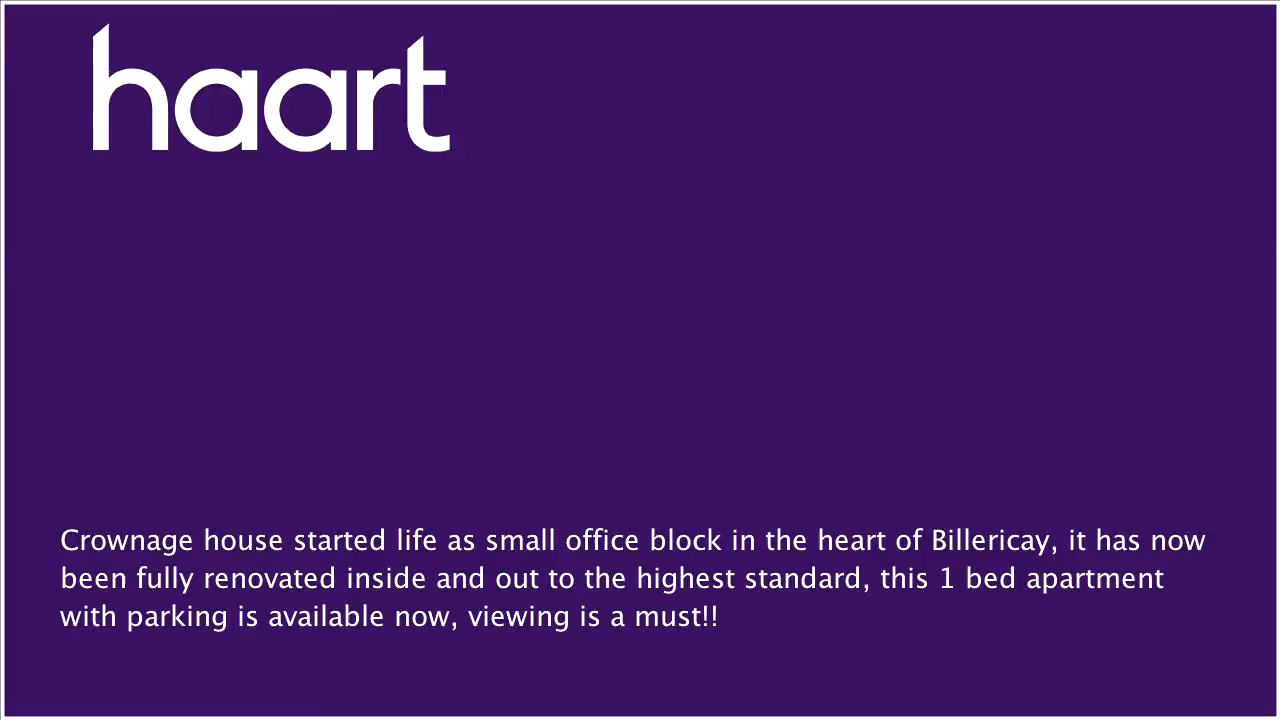 haart
Crownage house started life as small office block in the heart of Billericay, it has now
been fully renovated inside and out to the highest standard, this 1 bed apartment
with parking is available now, viewing is a must!!